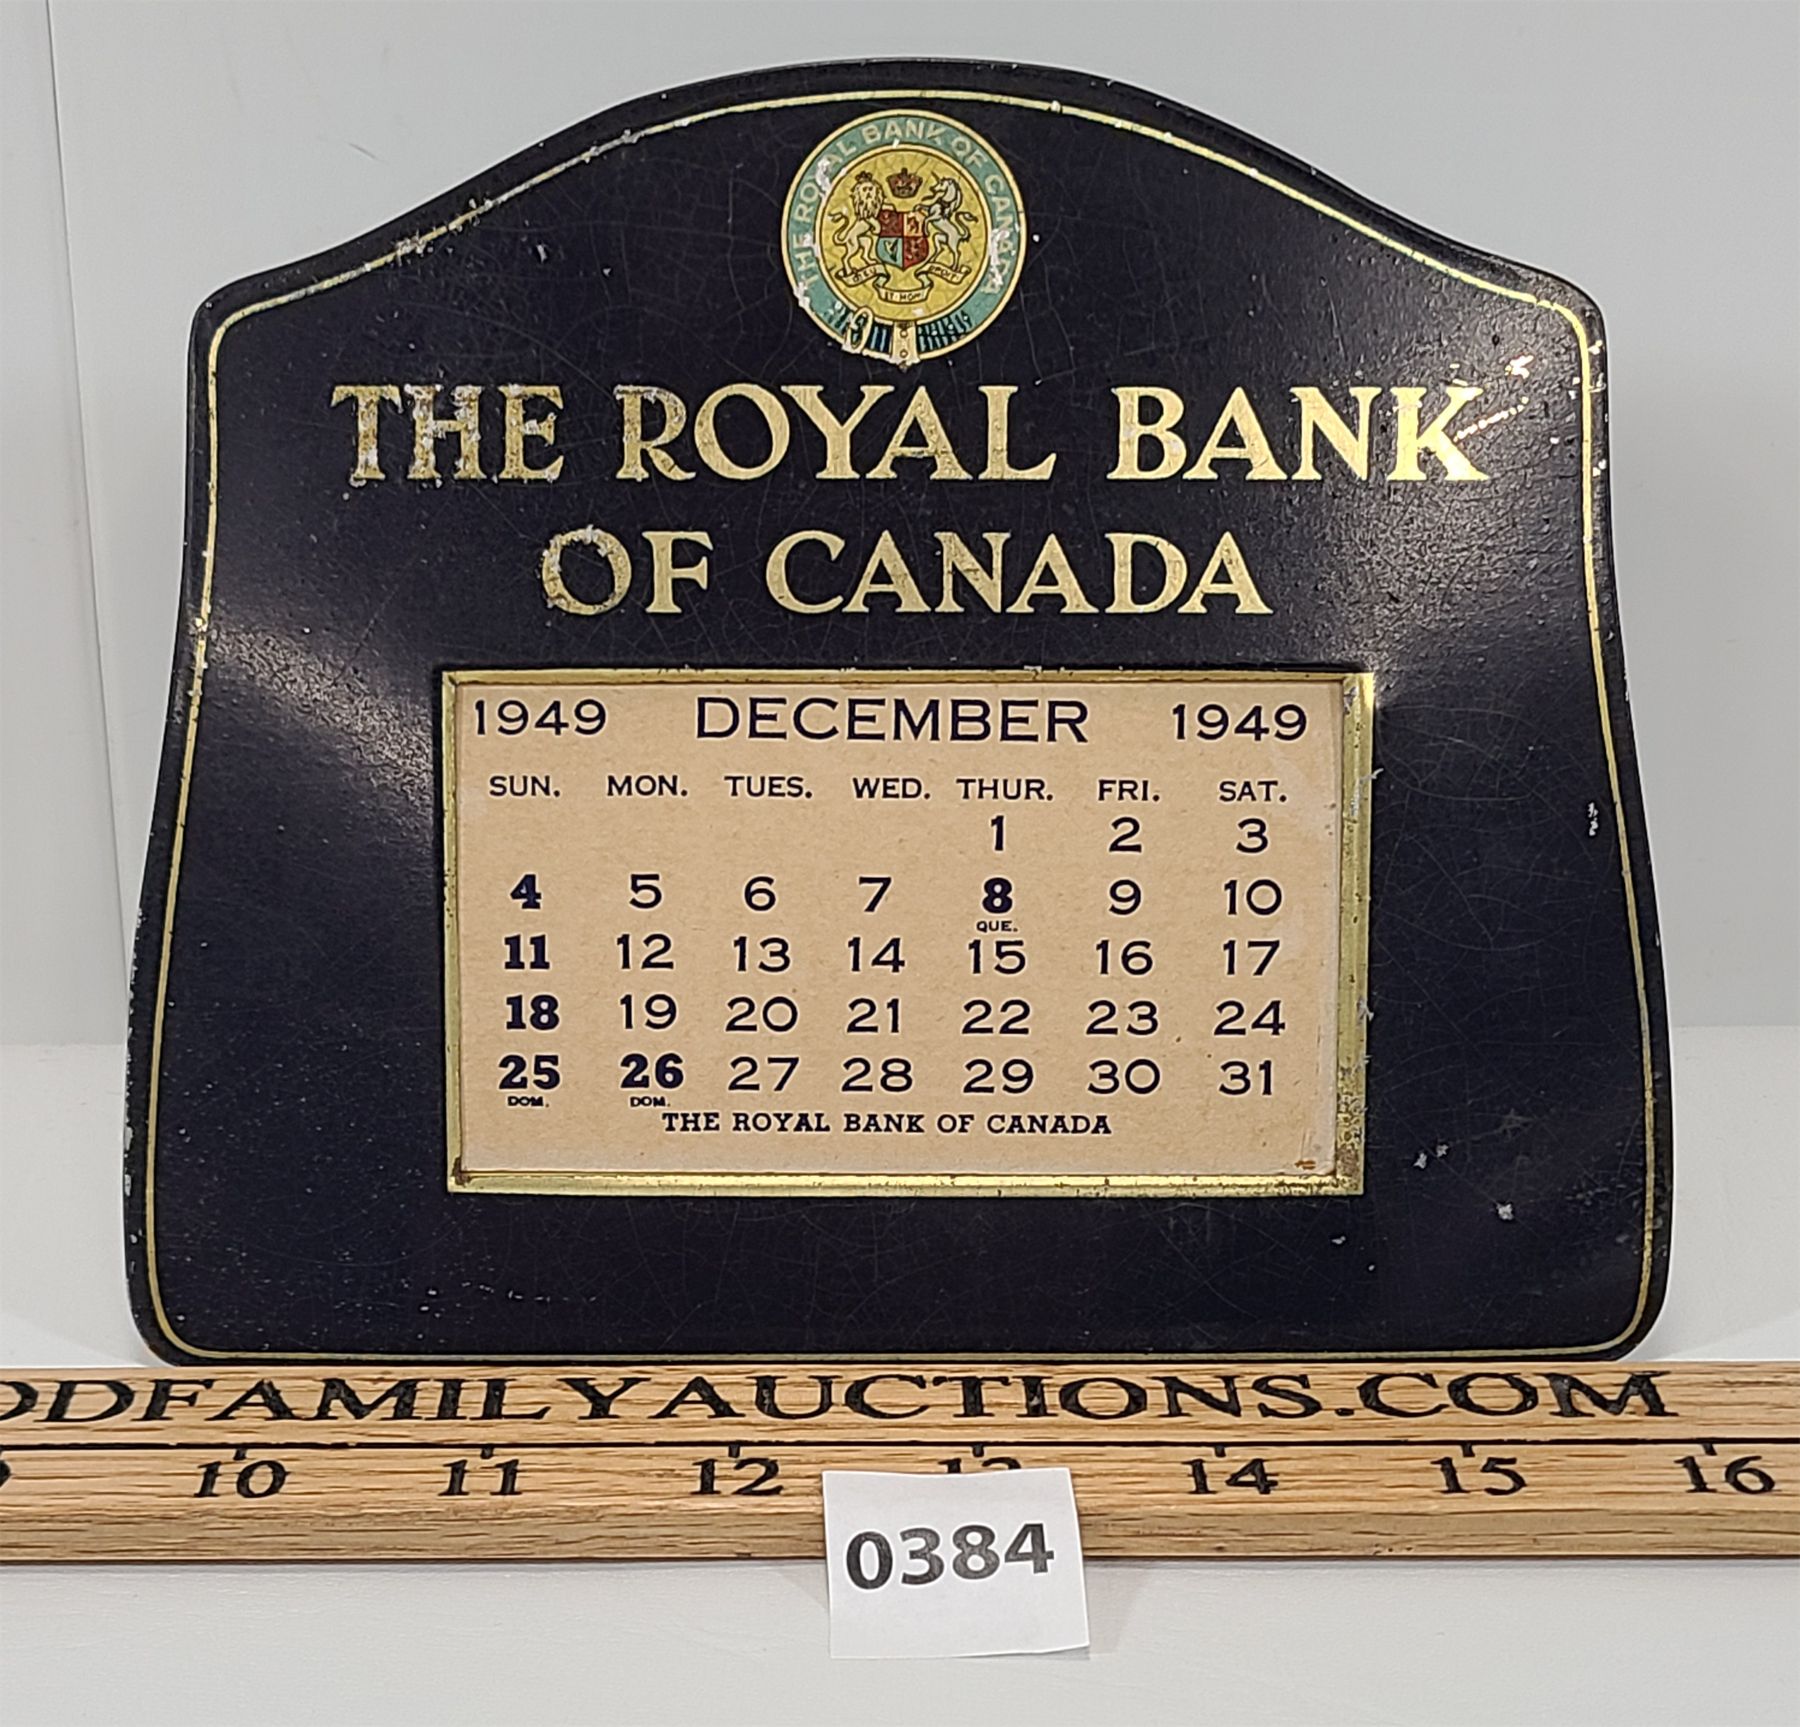 THE ROYAL BANK OF CANADA
THE ROYAL BANK
OF CANADA
1949 DECEMBER 1949
SUN. MON. TUES. WED. THUR. FRI. SAT.
1 2 3
4 5 6 7 8 9 10
QUE.
11 12 13 14 15 16 17
18 19 20 21 22 23 24
25 26 27 28 29 30 31
DOM. DOM.
THE ROYAL BANK OF CANADA
DFAMILYAUCTIONS.COM
10 11 12 13 14 15 16
0384